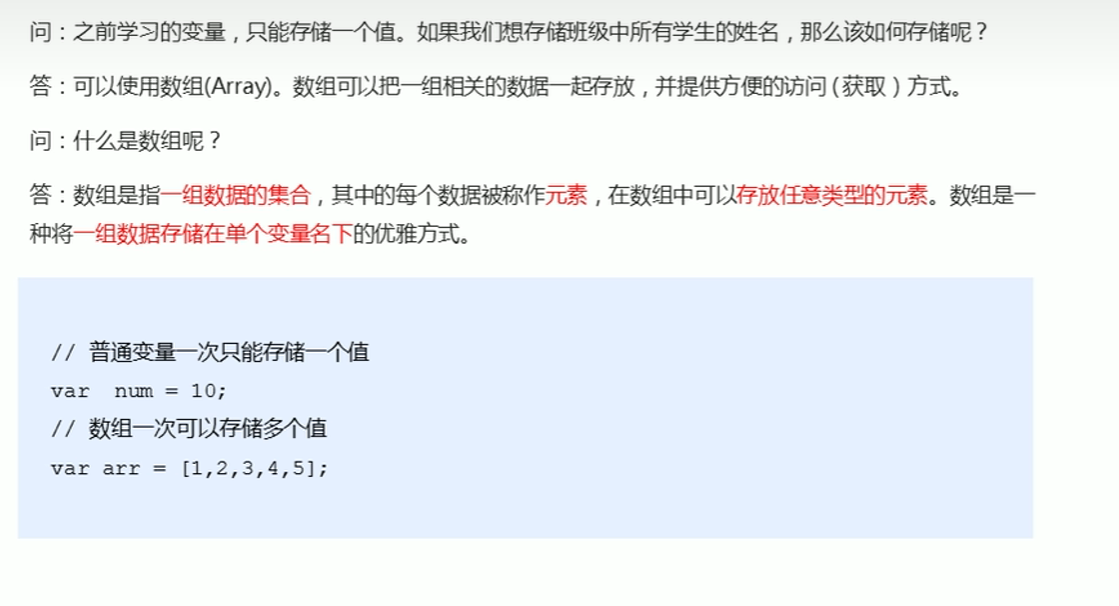 问：之前学习的变量，只能存储一个值。如果我们想存储班级中所有学生的姓名，那么该如何存储呢？
答：可以使用数组(Array)。数组可以把一组相关的数据一起存放，并提供方便的访问(获取）方式。
问：什么是数组呢？
答：数组是指一组数据的集合，其中的每个数据被称作元素，在数组中可以存放任意类型的元素。数组是一
种将一组数据存储在单个变量名下的优雅方式。
// 普通变量一次只能存储一个值
var  num = 10;
// 数组一次可以存储多个值
var arr = [1,2,3,4,5];